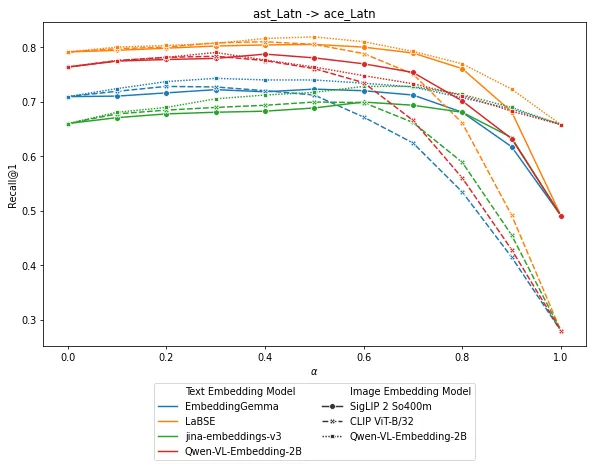 ast_Latn -> ace_Latn
Recall@1
0.8
0.7
0.6
0.5
0.4
0.3
0.0 0.2 0.4 0.6 0.8 1.0
α
Text Embedding Model Image Embedding Model
EmbeddingGemma SigLIP 2 So400m
LaBSE CLIP ViT-B/32
jina-embeddings-v3 Qwen-VL-Embedding-2B
Qwen-VL-Embedding-2B